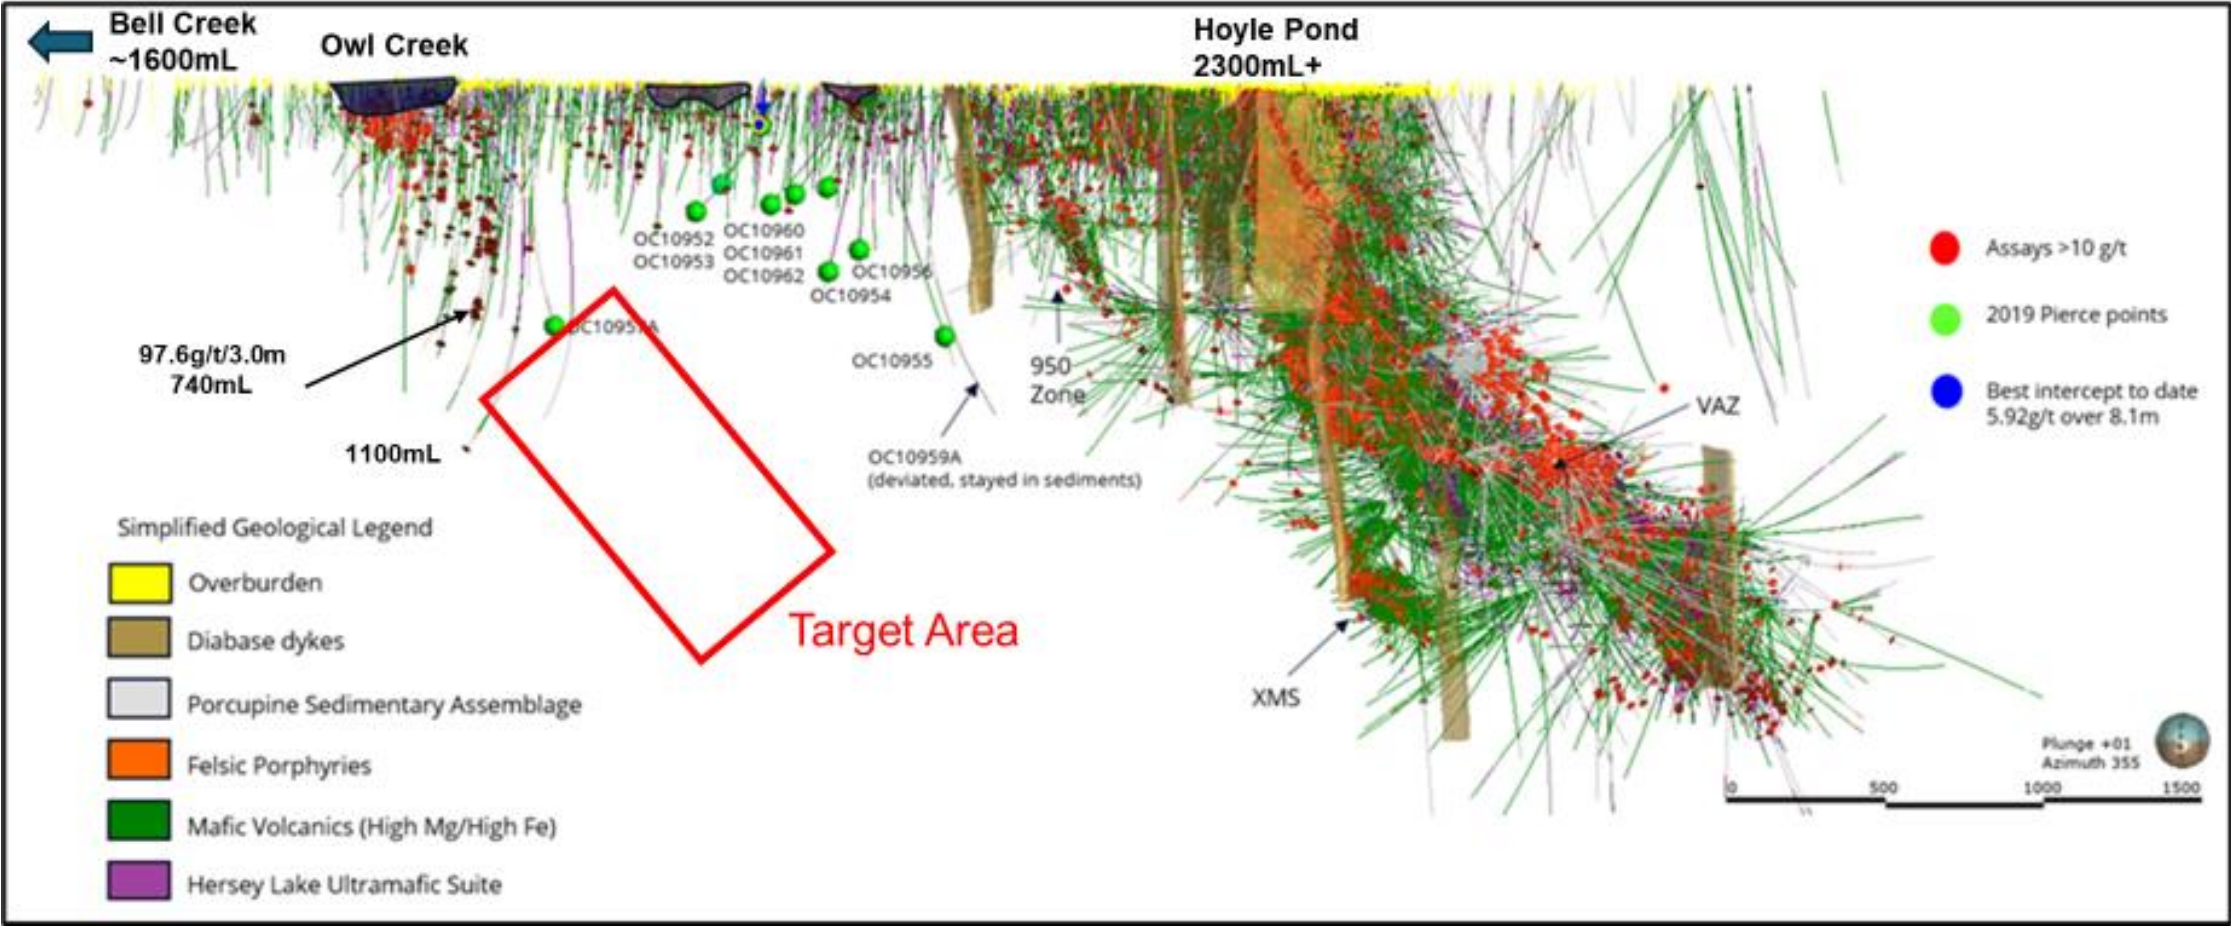 Bell Creek
~1600mL
Owl Creek
Hoyle Pond
2300mL+
OC10952
OC10953
OC10960
OC10961
OC10962
OC10956
OC10954
OC10957A
OC10955
OC10959A
(deviated, stayed in sediments)
950
Zone
97.6g/t/3.0m
740mL
1100mL
VAZ
XMS
Target Area
Assays >10 g/t
2019 Pierce points
Best intercept to date
5.92g/t over 8.1m
Simplified Geological Legend
Overburden
Diabase dykes
Porcupine Sedimentary Assemblage
Felsic Porphyries
Mafic Volcanics (High Mg/High Fe)
Hersey Lake Ultramafic Suite
Plunge +01
Azimuth 355
0 500 1000 1500